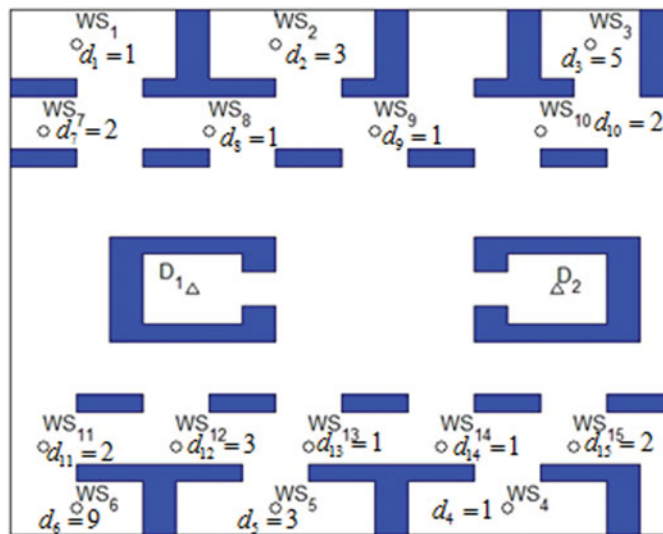 WS₁ WS₂ WS₃
d₁ = 1 d₂ = 3 d₃ = 5
WS₇ WS₈ WS₉ WS₁₀ d₁₀ = 2
d₇ = 2 d₈ = 1 d₉ = 1
D₁ D₂
WS₁₁ WS₁₂ WS₁₃ WS₁₄ WS₁₅
d₁₁ = 2 d₁₂ = 3 d₁₃ = 1 d₁₄ = 1 d₁₅ = 2
WS₆ WS₅ WS₄
d₆ = 9 d₅ = 3 d₄ = 1